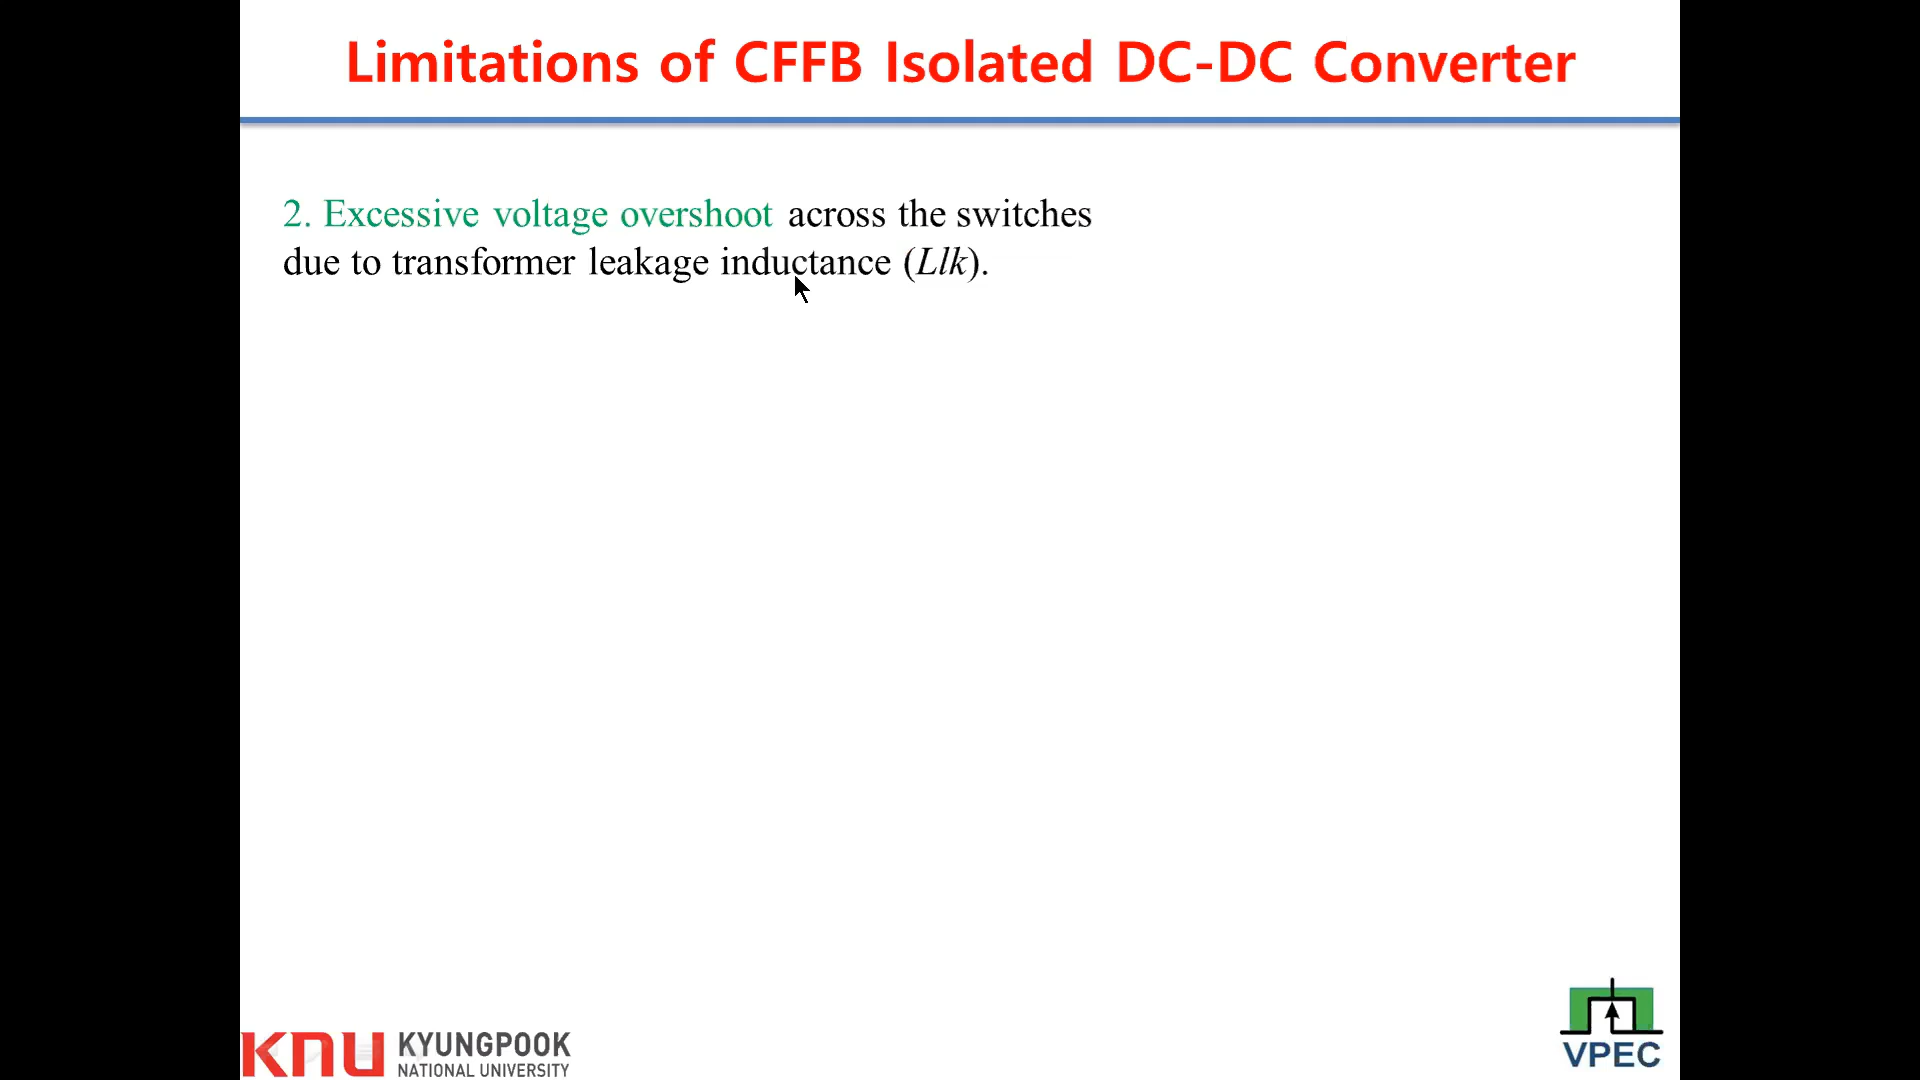 Limitations of CFFB Isolated DC-DC Converter
2. Excessive voltage overshoot across the switches
due to transformer leakage inductance (Llk).
KNU KYUNGPOOK
NATIONAL UNIVERSITY
VPEC